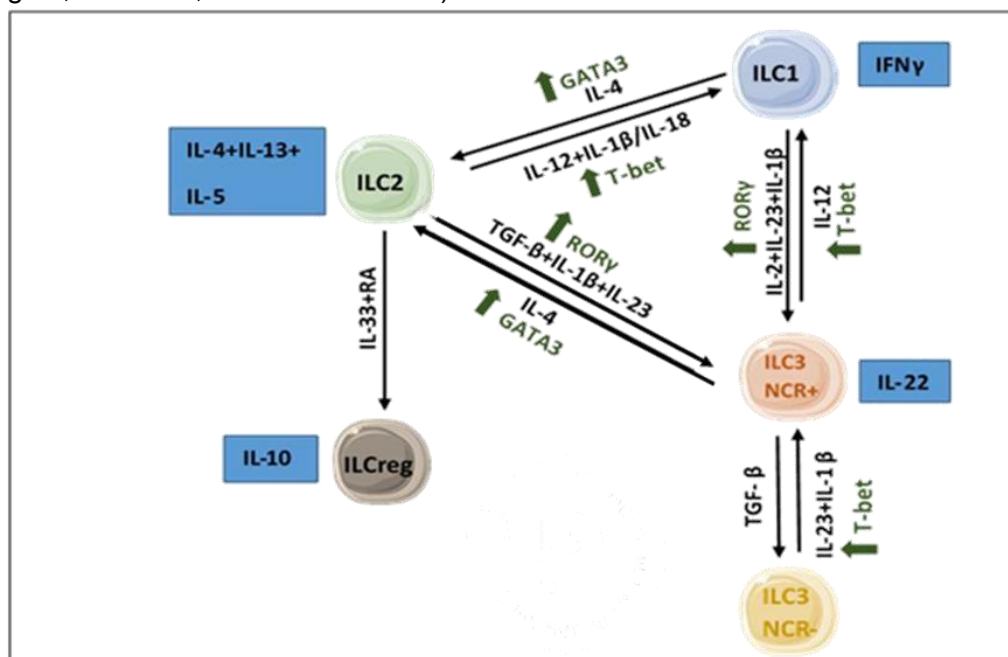 ILC1
IFNγ
GATA3
IL-4
IL-12+IL-1β/IL-18
T-bet
IL-4+IL-13+
IL-5
ILC2
RORγ
TGF-β+IL-1β+IL-23
IL-4
GATA3
RORγ
IL-2+IL-23+IL-1β
IL-12
T-bet
IL-33+RA
ILC3
NCR+
IL-22
IL-10
ILCreg
TGF- β
IL-23+IL-1 β
T-bet
ILC3
NCR-